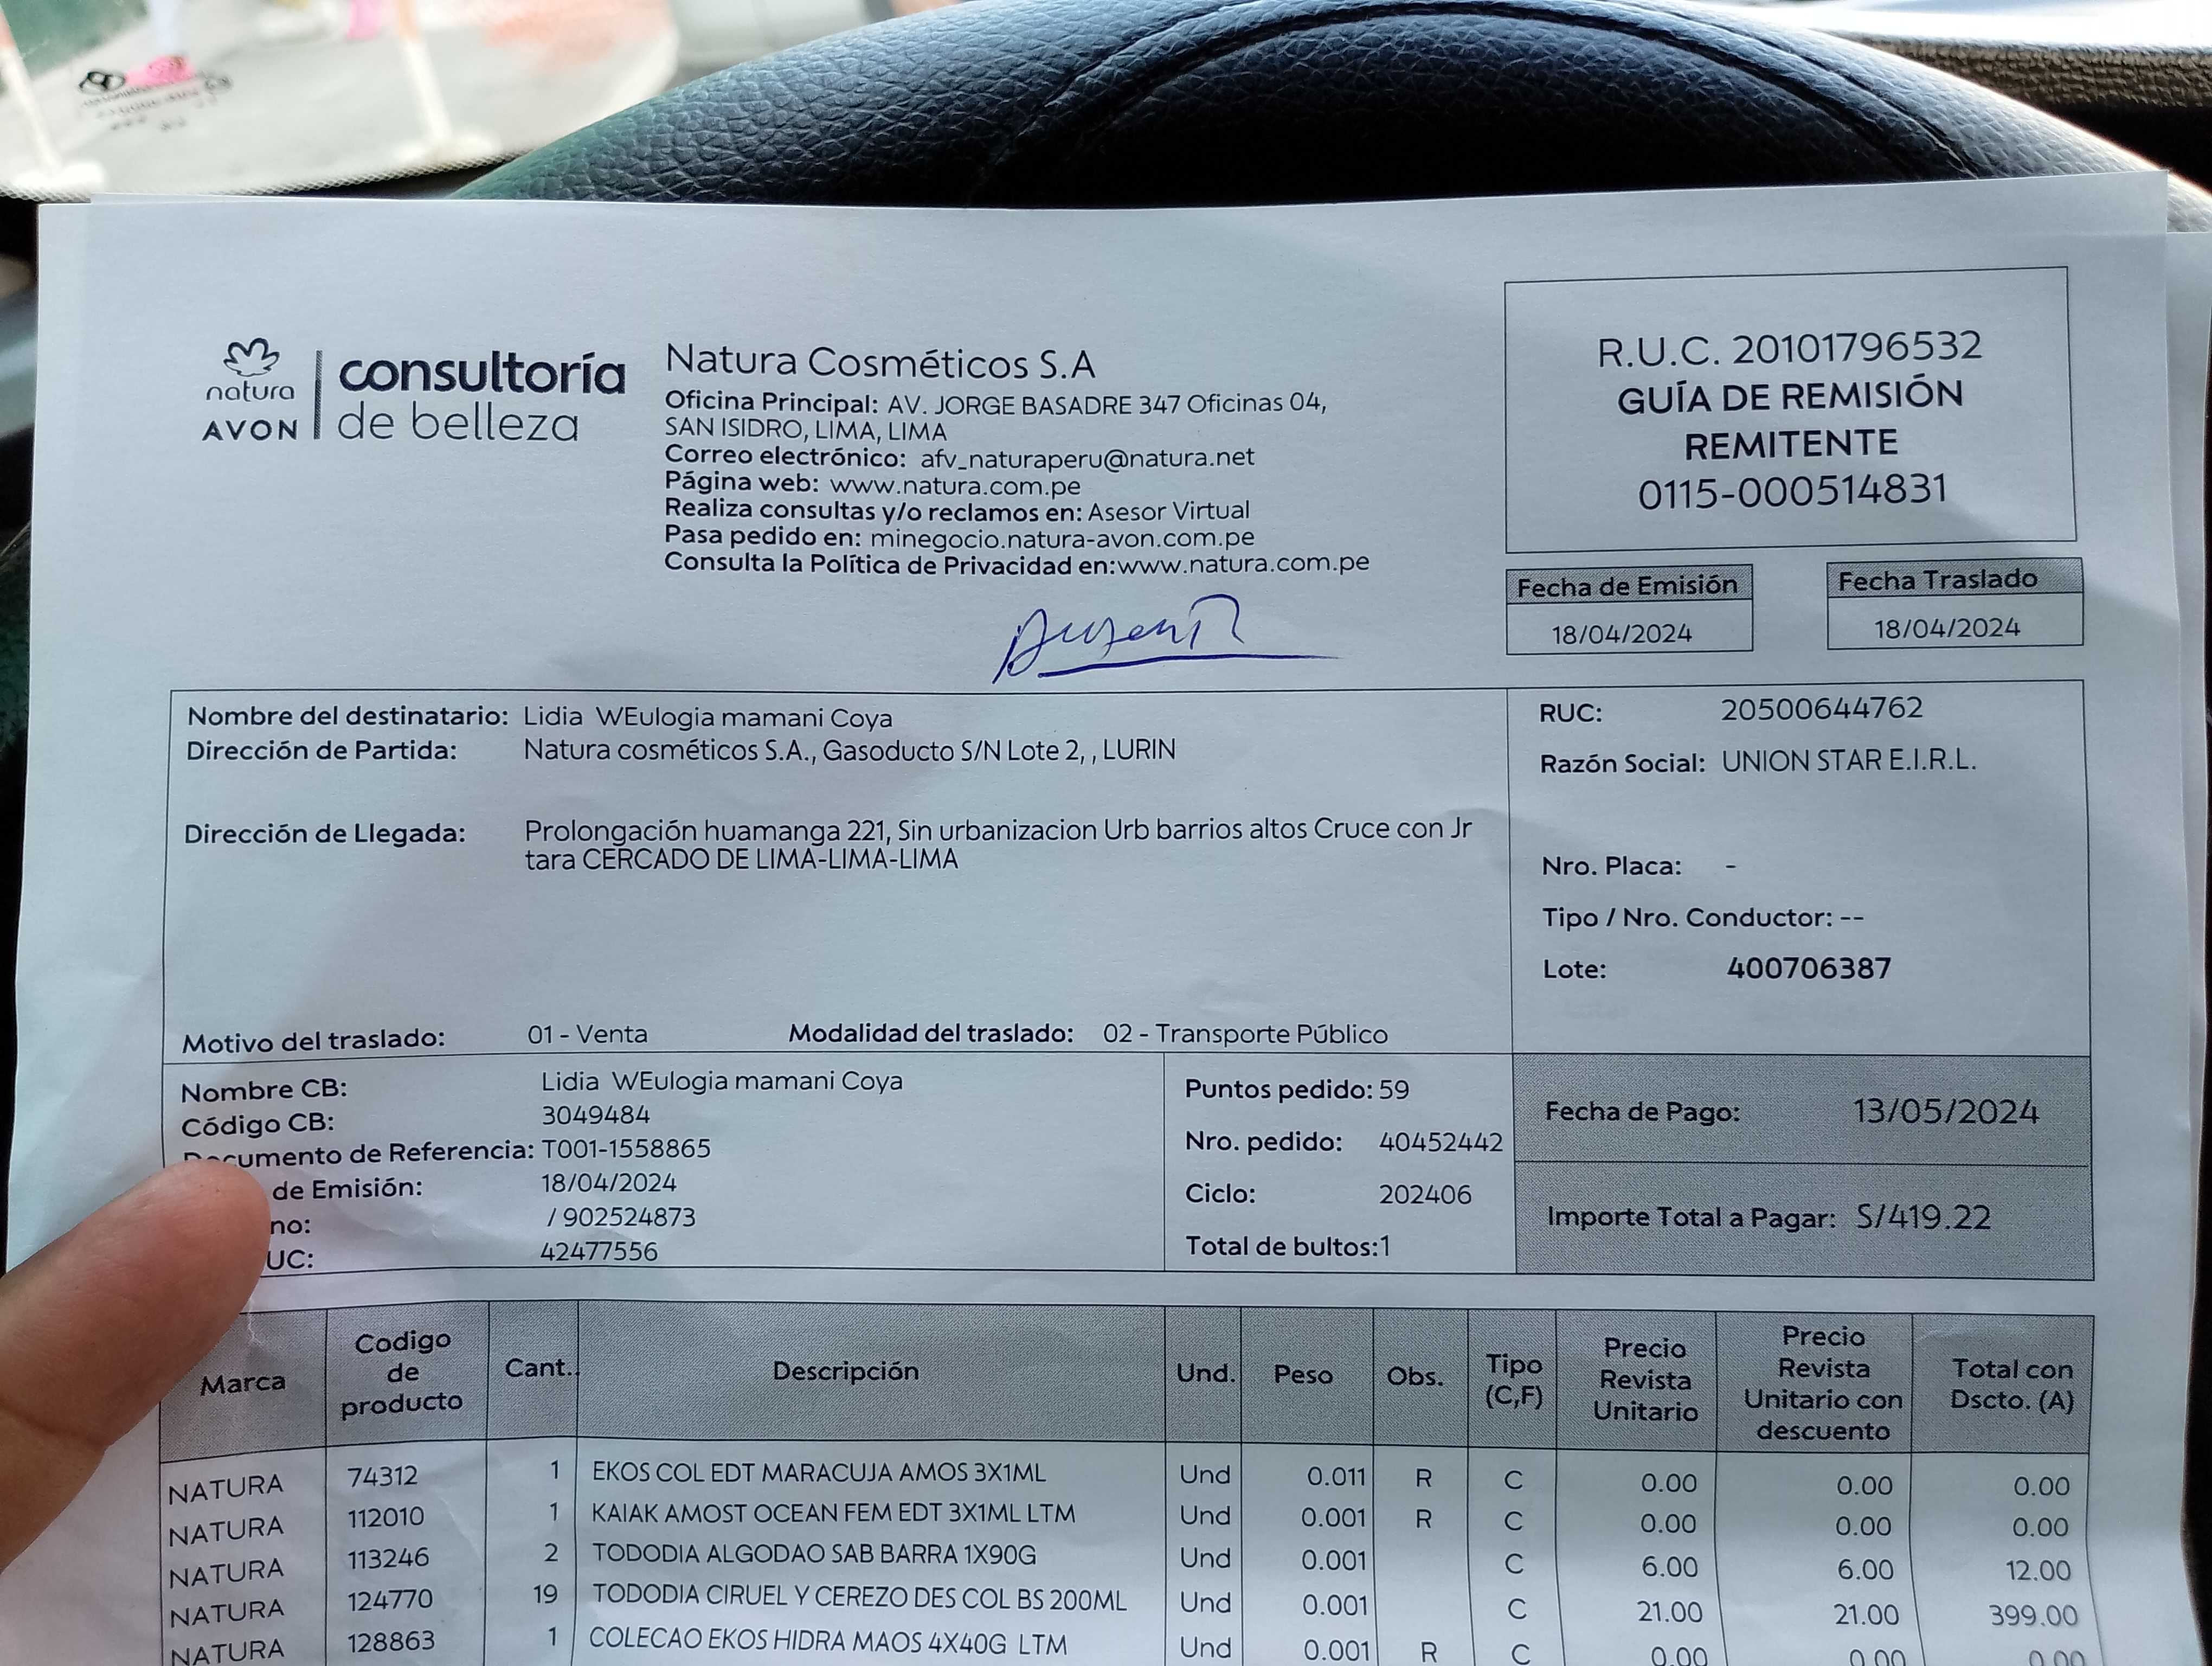 natura
AVON
consultoría
de belleza
Natura Cosméticos S.A
Oficina Principal: AV. JORGE BASADRE 347 Oficinas 04,
SAN ISIDRO, LIMA, LIMA
Correo electrónico: afv_naturaperu@natura.net
Página web: www.natura.com.pe
Realiza consultas y/o reclamos en: Asesor Virtual
Pasa pedido en: minegocio.natura-avon.com.pe
Consulta la Política de Privacidad en:www.natura.com.pe
R.U.C. 20101796532
GUÍA DE REMISIÓN
REMITENTE
0115-000514831
Fecha de Emisión
18/04/2024
Fecha Traslado
18/04/2024
Nombre del destinatario: Lidia WEulogia mamani Coya
Dirección de Partida: Natura cosméticos S.A., Gasoducto S/N Lote 2, , LURIN
Dirección de Llegada: Prolongación huamanga 221, Sin urbanizacion Urb barrios altos Cruce con Jr
tara CERCADO DE LIMA-LIMA-LIMA
Motivo del traslado: 01 - Venta Modalidad del traslado: 02 - Transporte Público
RUC: 20500644762
Razón Social: UNION STAR E.I.R.L.
Nro. Placa: -
Tipo / Nro. Conductor: --
Lote: 400706387
Nombre CB: Lidia WEulogia mamani Coya
Código CB: 3049484
Documento de Referencia: T001-1558865
de Emisión: 18/04/2024
no: / 902524873
UC: 42477556
Puntos pedido: 59
Nro. pedido: 40452442
Ciclo: 202406
Total de bultos:1
Fecha de Pago: 13/05/2024
Importe Total a Pagar: S/419.22
Marca Codigo de producto Cant. Descripción Und. Peso Obs. Tipo (C,F) Precio Revista Unitario Precio Revista Unitario con descuento Total con Dscto. (A)
NATURA 74312 1 EKOS COL EDT MARACUJA AMOS 3X1ML Und 0.011 R C 0.00 0.00 0.00
NATURA 112010 1 KAIAK AMOST OCEAN FEM EDT 3X1ML LTM Und 0.001 R C 0.00 0.00 0.00
NATURA 113246 2 TODODIA ALGODAO SAB BARRA 1X90G Und 0.001 C 6.00 6.00 12.00
NATURA 124770 19 TODODIA CIRUEL Y CEREZO DES COL BS 200ML Und 0.001 C 21.00 21.00 399.00
NATURA 128863 1 COLECAO EKOS HIDRA MAOS 4X40G LTM Und 0.001 R C 0.00 0.00 0.00